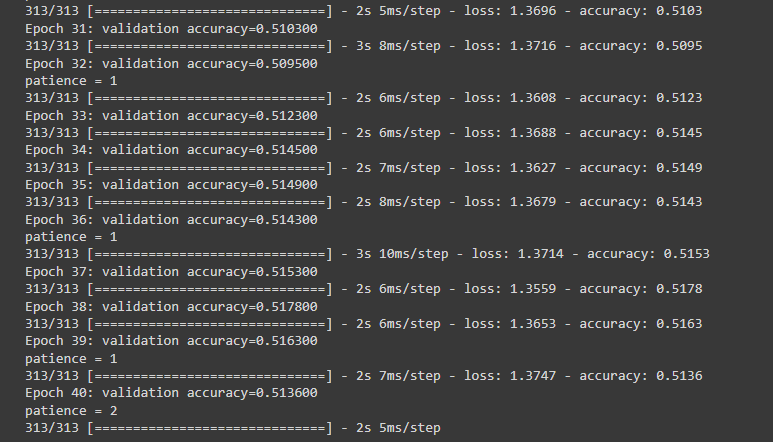 313/313 [==============================] - 2s 5ms/step - loss: 1.3696 - accuracy: 0.5103
Epoch 31: validation accuracy=0.510300
313/313 [==============================] - 3s 8ms/step - loss: 1.3716 - accuracy: 0.5095
Epoch 32: validation accuracy=0.509500
patience = 1
313/313 [==============================] - 2s 6ms/step - loss: 1.3608 - accuracy: 0.5123
Epoch 33: validation accuracy=0.512300
313/313 [==============================] - 2s 6ms/step - loss: 1.3688 - accuracy: 0.5145
Epoch 34: validation accuracy=0.514500
313/313 [==============================] - 2s 7ms/step - loss: 1.3627 - accuracy: 0.5149
Epoch 35: validation accuracy=0.514900
313/313 [==============================] - 2s 8ms/step - loss: 1.3679 - accuracy: 0.5143
Epoch 36: validation accuracy=0.514300
patience = 1
313/313 [==============================] - 3s 10ms/step - loss: 1.3714 - accuracy: 0.5153
Epoch 37: validation accuracy=0.515300
313/313 [==============================] - 2s 6ms/step - loss: 1.3559 - accuracy: 0.5178
Epoch 38: validation accuracy=0.517800
313/313 [==============================] - 2s 6ms/step - loss: 1.3653 - accuracy: 0.5163
Epoch 39: validation accuracy=0.516300
patience = 1
313/313 [==============================] - 2s 7ms/step - loss: 1.3747 - accuracy: 0.5136
Epoch 40: validation accuracy=0.513600
patience = 2
313/313 [==============================] - 2s 5ms/step